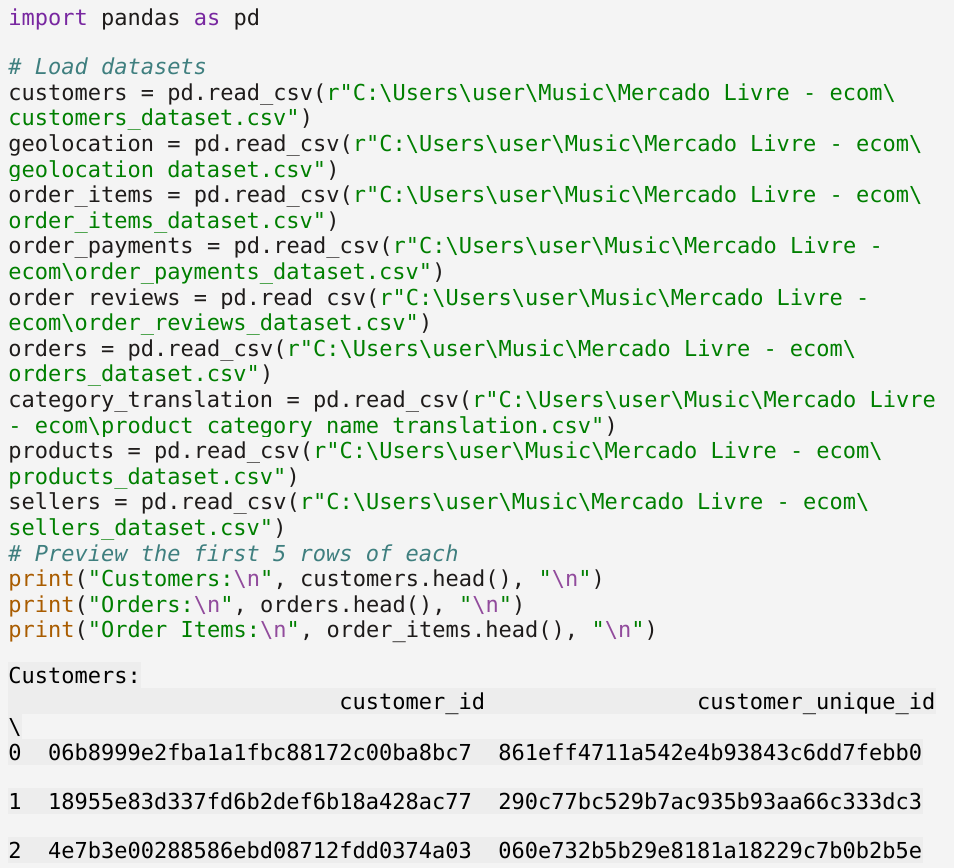 import pandas as pd
# Load datasets
customers = pd.read_csv(r"C:\Users\user\Music\Mercado Livre - ecom\
customers_dataset.csv")
geolocation = pd.read_csv(r"C:\Users\user\Music\Mercado Livre - ecom\
geolocation dataset.csv")
order_items = pd.read_csv(r"C:\Users\user\Music\Mercado Livre - ecom\
order_items_dataset.csv")
order_payments = pd.read_csv(r"C:\Users\user\Music\Mercado Livre -
ecom\order_payments_dataset.csv")
order reviews = pd.read csv(r"C:\Users\user\Music\Mercado Livre -
ecom\order_reviews_dataset.csv")
orders = pd.read_csv(r"C:\Users\user\Music\Mercado Livre - ecom\
orders_dataset.csv")
category_translation = pd.read_csv(r"C:\Users\user\Music\Mercado Livre
- ecom\product category name translation.csv")
products = pd.read_csv(r"C:\Users\user\Music\Mercado Livre - ecom\
products_dataset.csv")
sellers = pd.read_csv(r"C:\Users\user\Music\Mercado Livre - ecom\
sellers_dataset.csv")
# Preview the first 5 rows of each
print("Customers:\n", customers.head(), "\n")
print("Orders:\n", orders.head(), "\n")
print("Order Items:\n", order_items.head(), "\n")
Customers:
customer_id customer_unique_id
\
0 06b8999e2fba1a1fbc88172c00ba8bc7 861eff4711a542e4b93843c6dd7febb0
1 18955e83d337fd6b2def6b18a428ac77 290c77bc529b7ac935b93aa66c333dc3
2 4e7b3e00288586ebd08712fdd0374a03 060e732b5b29e8181a18229c7b0b2b5e